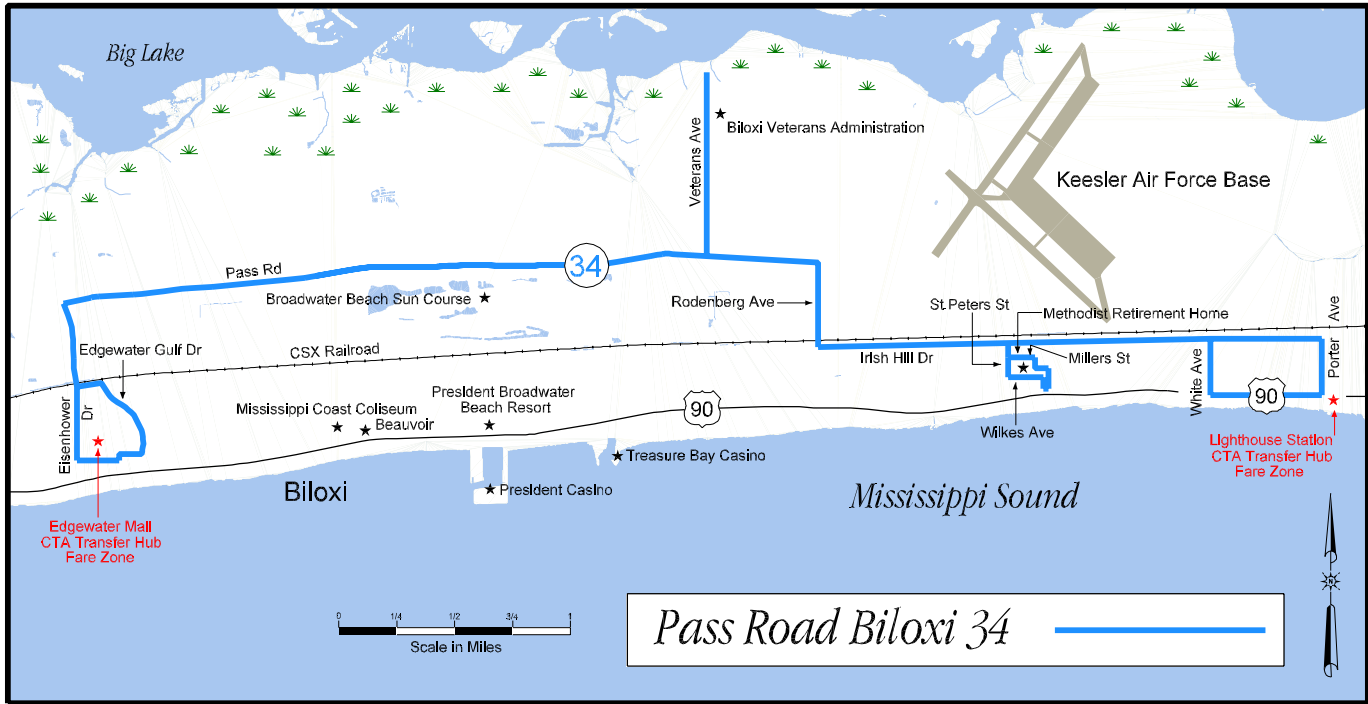 Big Lake
Biloxi Veterans Administration
Veterans Ave
Keesler Air Force Base
34
Pass Rd
Broadwater Beach Sun Course
Rodenberg Ave
St.Peters St
Methodist Retirement Home
Porter Ave
Edgewater Gulf Dr
CSX Railroad
Irish Hill Dr
Millers St
White Ave
Eisenhower Dr
Mississippi Coast Coliseum
Beauvoir
President Broadwater
Beach Resort
90
90
Wilkes Ave
Lighthouse Station
CTA Transfer Hub
Fare Zone
Treasure Bay Casino
Biloxi
President Casino
Mississippi Sound
Edgewater Mall
CTA Transfer Hub
Fare Zone
0 1/4 1/2 3/4 1
Scale in Miles
Pass Road Biloxi 34